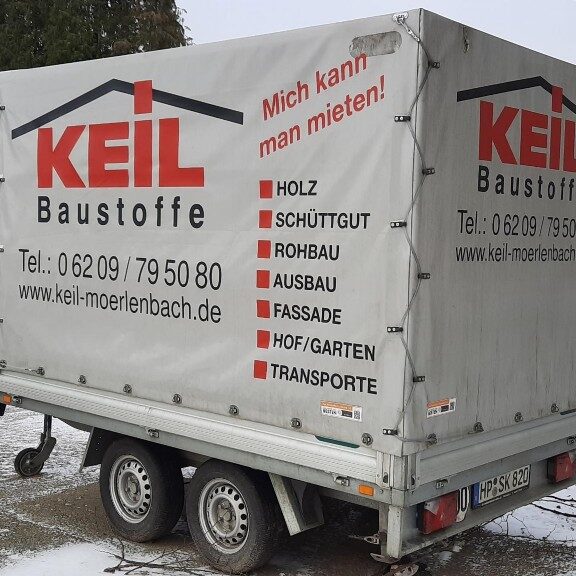 Mich kann
man mieten!
KEIL
Baustoffe
Tel.: 0 62 09 / 79 50 80
www.keil-moerlenbach.de
HOLZ
SCHÜTTGUT
ROHBAU
AUSBAU
FASSADE
HOF/GARTEN
TRANSPORTE
KEIL
Baustoffe
Tel.: 0 62 09 / 79 50 80
www.keil-moerlenbach
HP SK 820